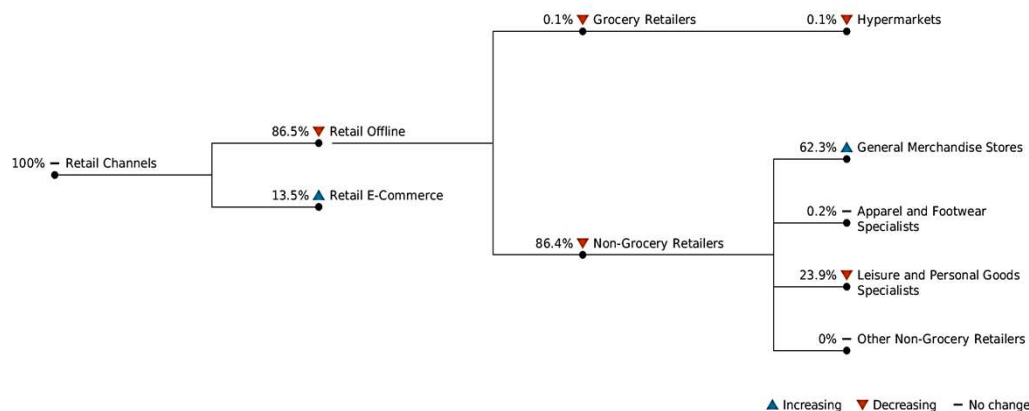 0.1% Grocery Retailers
0.1% Hypermarkets
86.5% Retail Offline
100% – Retail Channels
62.3% General Merchandise Stores
13.5% Retail E-Commerce
0.2% – Apparel and Footwear
Specialists
86.4% Non-Grocery Retailers
23.9% Leisure and Personal Goods
Specialists
0% – Other Non-Grocery Retailers
Increasing Decreasing – No change